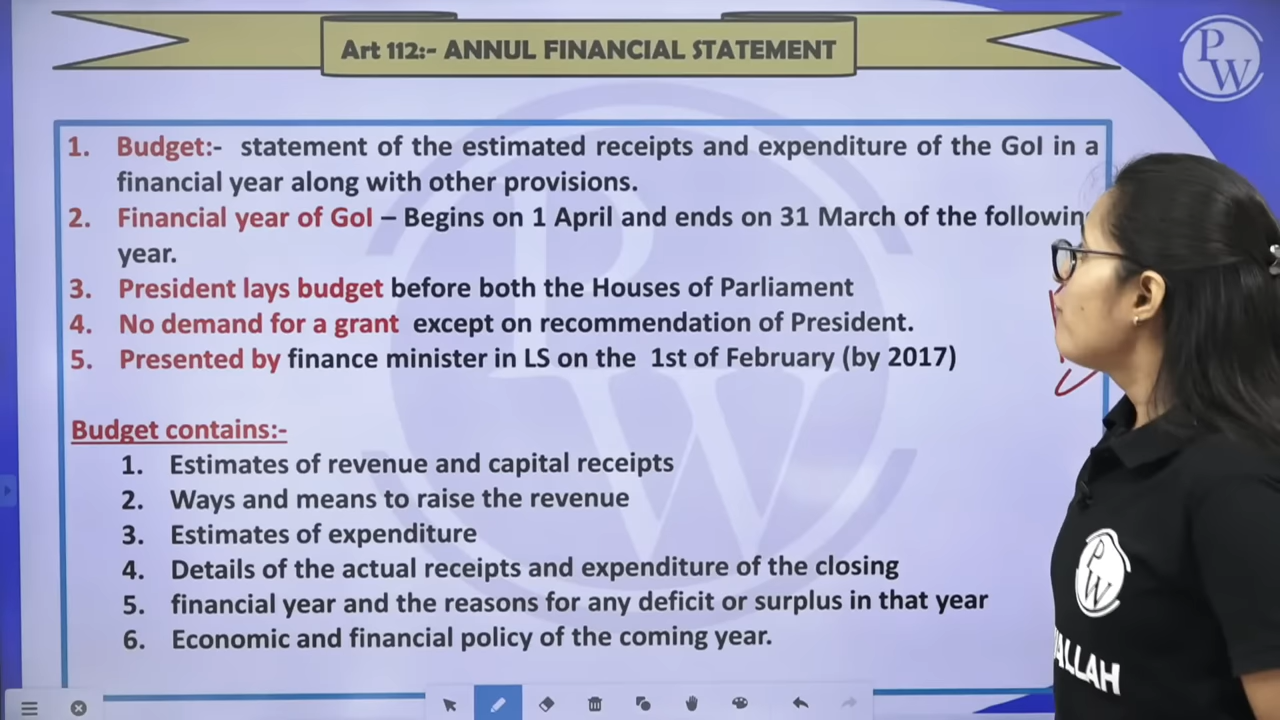 Art 112:- ANNUL FINANCIAL STATEMENT
PW
1. Budget:- statement of the estimated receipts and expenditure of the GoI in a
financial year along with other provisions.
2. Financial year of GoI – Begins on 1 April and ends on 31 March of the following
year.
3. President lays budget before both the Houses of Parliament
4. No demand for a grant except on recommendation of President.
5. Presented by finance minister in LS on the 1st of February (by 2017)
Budget contains:-
1. Estimates of revenue and capital receipts
2. Ways and means to raise the revenue
3. Estimates of expenditure
4. Details of the actual receipts and expenditure of the closing
5. financial year and the reasons for any deficit or surplus in that year
6. Economic and financial policy of the coming year.
PW
PW
ALLAH